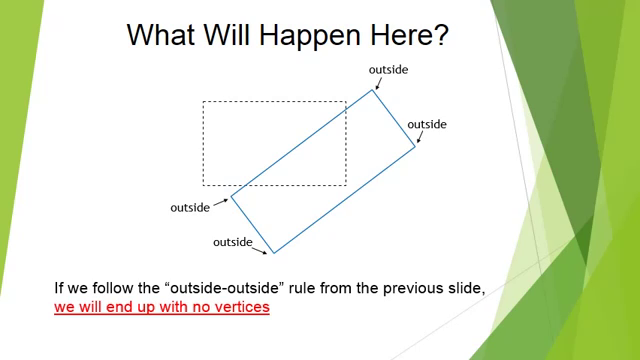 What Will Happen Here?
outside
outside
outside
outside
If we follow the “outside-outside” rule from the previous slide,
we will end up with no vertices